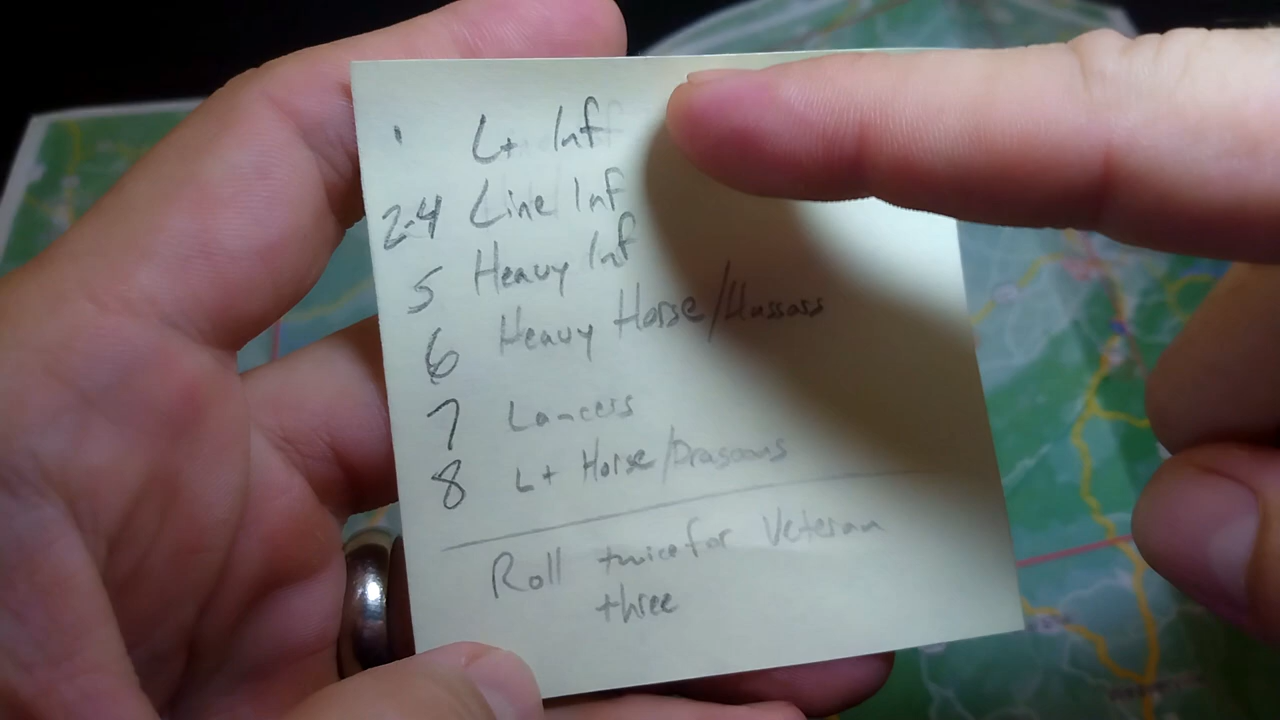 1 Lt Inf
2-4 Line Inf
5 Heavy Inf
6 Heavy Horse/Hussars
7 Lancers
8 Lt Horse/Dragoons
Roll twice for Veteran
three